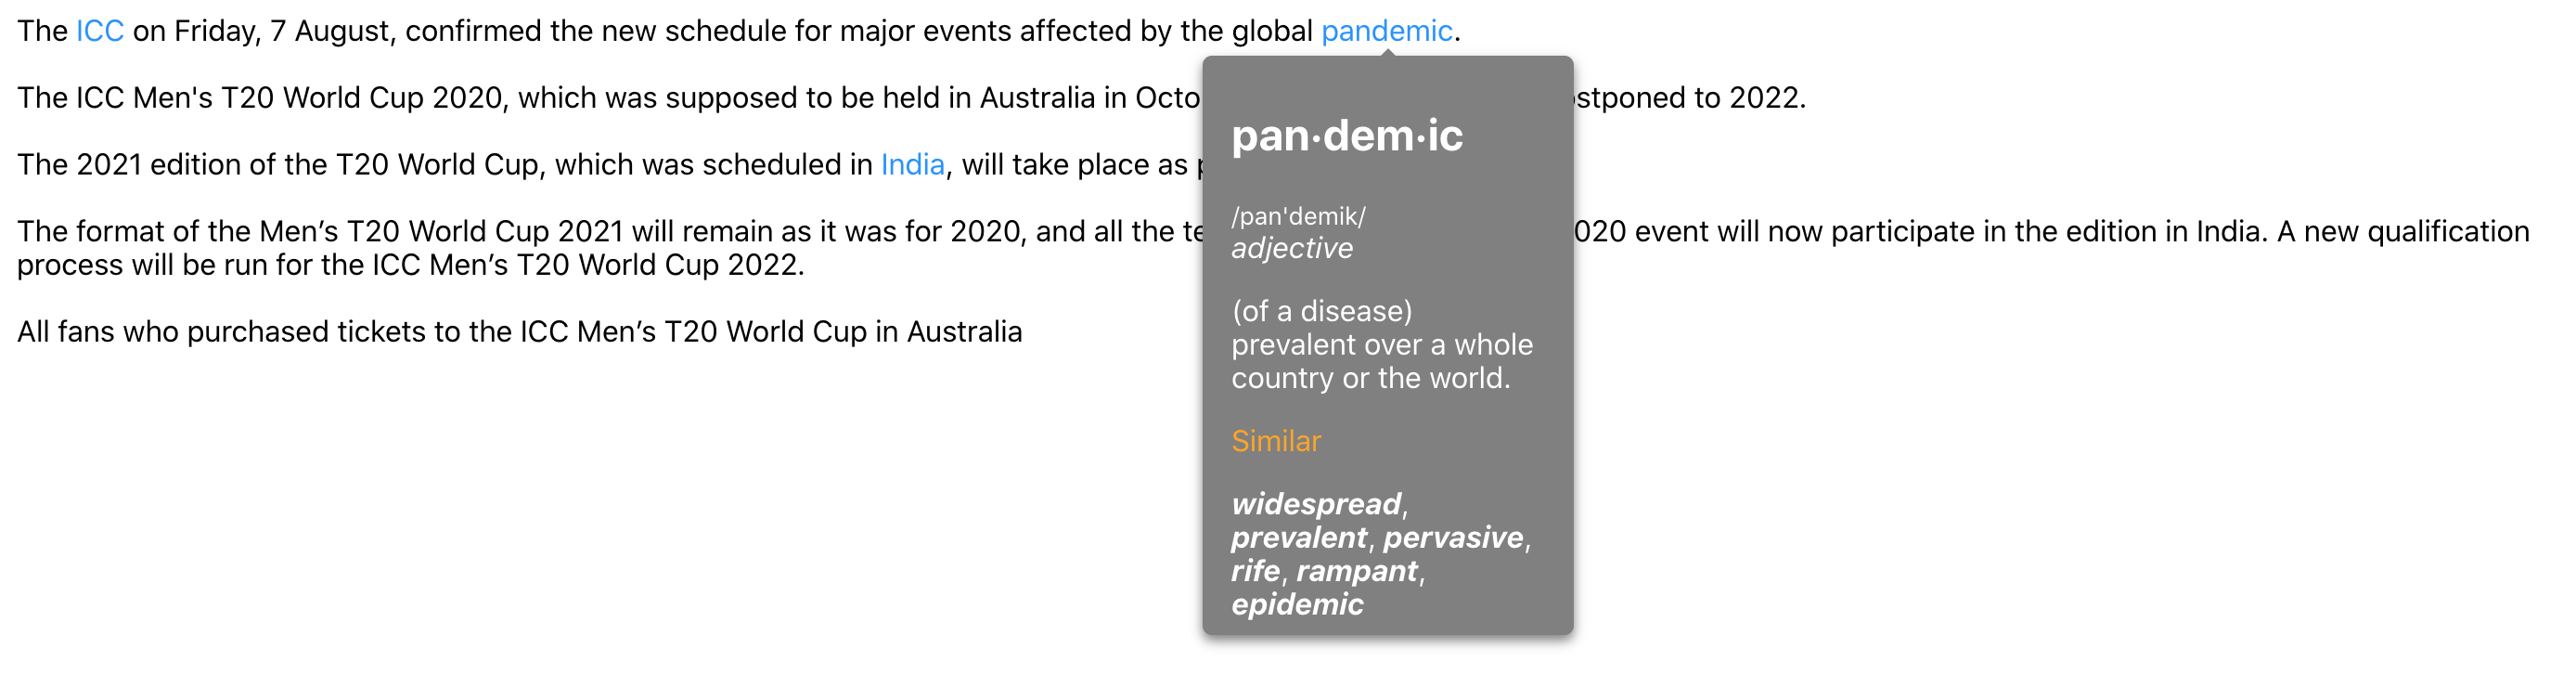 The ICC on Friday, 7 August, confirmed the new schedule for major events affected by the global pandemic.
The ICC Men's T20 World Cup 2020, which was supposed to be held in Australia in Octo stponed to 2022.
The 2021 edition of the T20 World Cup, which was scheduled in India, will take place as
The format of the Men’s T20 World Cup 2021 will remain as it was for 2020, and all the te 020 event will now participate in the edition in India. A new qualification
process will be run for the ICC Men’s T20 World Cup 2022.
All fans who purchased tickets to the ICC Men’s T20 World Cup in Australia
pan·dem·ic
/pan'demik/
adjective
(of a disease)
prevalent over a whole
country or the world.
Similar
widespread,
prevalent, pervasive,
rife, rampant,
epidemic